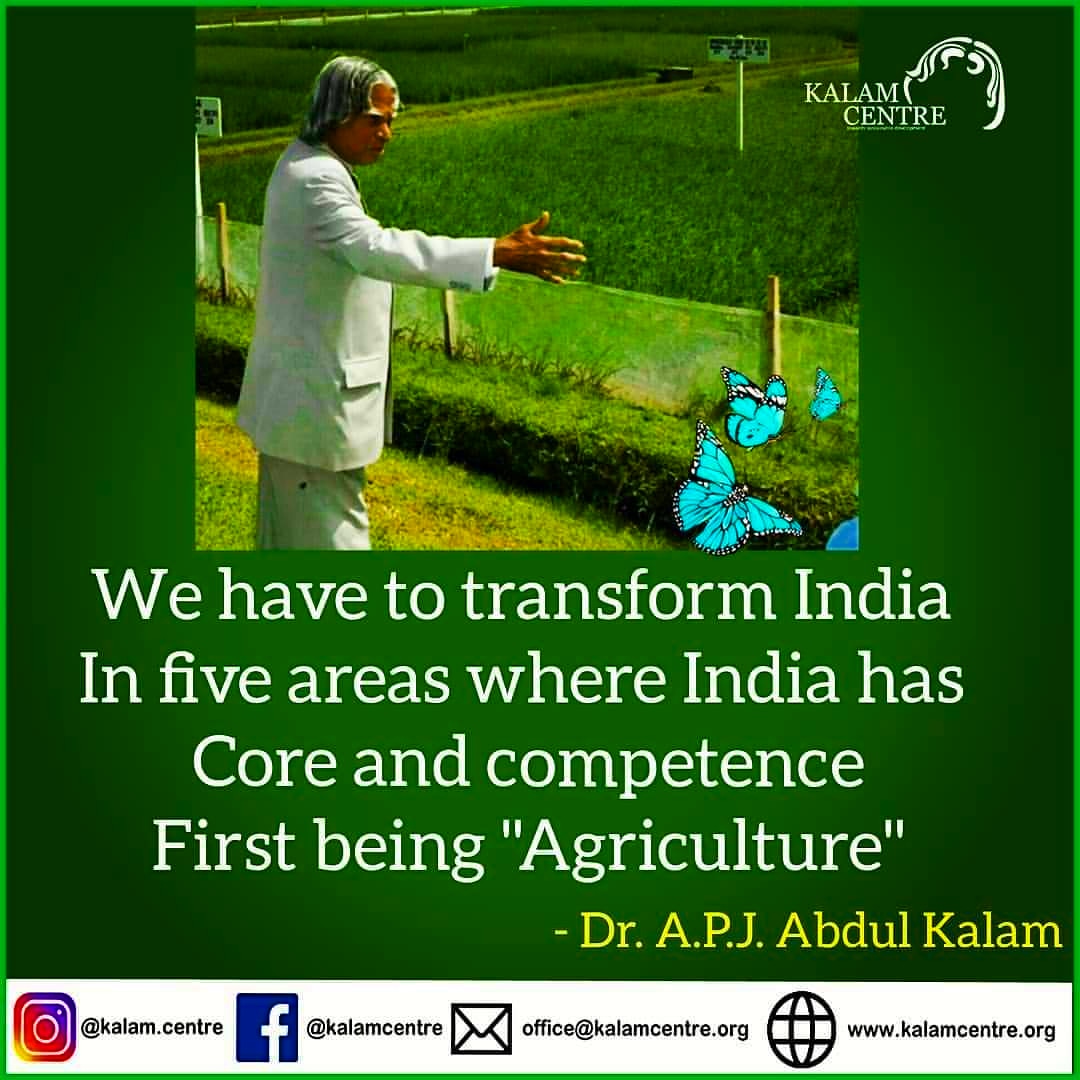 KALAM
CENTRE
We have to transform India
In five areas where India has
Core and competence
First being "Agriculture"
- Dr. A.P.J. Abdul Kalam
@kalam.centre @kalamcentre office@kalamcentre.org www.kalamcentre.org